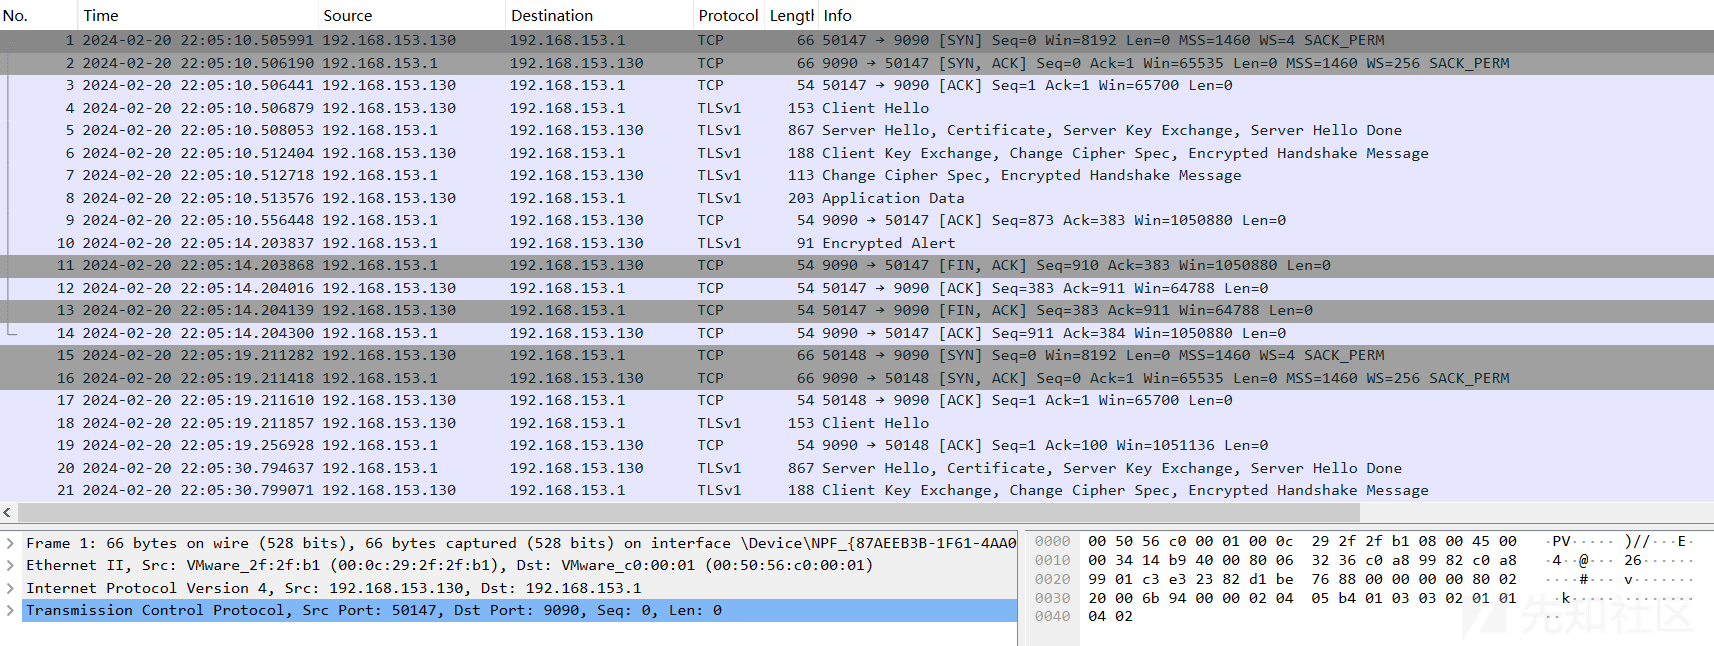 No. Time Source Destination Protocol Length Info
1 2024-02-20 22:05:10.505991 192.168.153.130 192.168.153.1 TCP 66 50147 → 9090 [SYN] Seq=0 Win=8192 Len=0 MSS=1460 WS=4 SACK_PERM
2 2024-02-20 22:05:10.506190 192.168.153.1 192.168.153.130 TCP 66 9090 → 50147 [SYN, ACK] Seq=0 Ack=1 Win=65535 Len=0 MSS=1460 WS=256 SACK_PERM
3 2024-02-20 22:05:10.506441 192.168.153.130 192.168.153.1 TCP 54 50147 → 9090 [ACK] Seq=1 Ack=1 Win=65700 Len=0
4 2024-02-20 22:05:10.506879 192.168.153.130 192.168.153.1 TLSv1 153 Client Hello
5 2024-02-20 22:05:10.508053 192.168.153.1 192.168.153.130 TLSv1 867 Server Hello, Certificate, Server Key Exchange, Server Hello Done
6 2024-02-20 22:05:10.512404 192.168.153.130 192.168.153.1 TLSv1 188 Client Key Exchange, Change Cipher Spec, Encrypted Handshake Message
7 2024-02-20 22:05:10.512718 192.168.153.1 192.168.153.130 TLSv1 113 Change Cipher Spec, Encrypted Handshake Message
8 2024-02-20 22:05:10.513576 192.168.153.130 192.168.153.1 TLSv1 203 Application Data
9 2024-02-20 22:05:10.556448 192.168.153.1 192.168.153.130 TCP 54 9090 → 50147 [ACK] Seq=873 Ack=383 Win=1050880 Len=0
10 2024-02-20 22:05:14.203837 192.168.153.1 192.168.153.130 TLSv1 91 Encrypted Alert
11 2024-02-20 22:05:14.203868 192.168.153.1 192.168.153.130 TCP 54 9090 → 50147 [FIN, ACK] Seq=910 Ack=383 Win=1050880 Len=0
12 2024-02-20 22:05:14.204016 192.168.153.130 192.168.153.1 TCP 54 50147 → 9090 [ACK] Seq=383 Ack=911 Win=64788 Len=0
13 2024-02-20 22:05:14.204139 192.168.153.130 192.168.153.1 TCP 54 50147 → 9090 [FIN, ACK] Seq=383 Ack=911 Win=64788 Len=0
14 2024-02-20 22:05:14.204300 192.168.153.1 192.168.153.130 TCP 54 9090 → 50147 [ACK] Seq=911 Ack=384 Win=1050880 Len=0
15 2024-02-20 22:05:19.211282 192.168.153.130 192.168.153.1 TCP 66 50148 → 9090 [SYN] Seq=0 Win=8192 Len=0 MSS=1460 WS=4 SACK_PERM
16 2024-02-20 22:05:19.211418 192.168.153.1 192.168.153.130 TCP 66 9090 → 50148 [SYN, ACK] Seq=0 Ack=1 Win=65535 Len=0 MSS=1460 WS=256 SACK_PERM
17 2024-02-20 22:05:19.211610 192.168.153.130 192.168.153.1 TCP 54 50148 → 9090 [ACK] Seq=1 Ack=1 Win=65700 Len=0
18 2024-02-20 22:05:19.211857 192.168.153.130 192.168.153.1 TLSv1 153 Client Hello
19 2024-02-20 22:05:19.256928 192.168.153.1 192.168.153.130 TCP 54 9090 → 50148 [ACK] Seq=1 Ack=100 Win=1051136 Len=0
20 2024-02-20 22:05:30.794637 192.168.153.1 192.168.153.130 TLSv1 867 Server Hello, Certificate, Server Key Exchange, Server Hello Done
21 2024-02-20 22:05:30.799071 192.168.153.130 192.168.153.1 TLSv1 188 Client Key Exchange, Change Cipher Spec, Encrypted Handshake Message
Frame 1: 66 bytes on wire (528 bits), 66 bytes captured (528 bits) on interface \Device\NPF_{87AEEB3B-1F61-4AA0
Ethernet II, Src: VMware_2f:2f:b1 (00:0c:29:2f:2f:b1), Dst: VMware_c0:00:01 (00:50:56:c0:00:01)
Internet Protocol Version 4, Src: 192.168.153.130, Dst: 192.168.153.1
Transmission Control Protocol, Src Port: 50147, Dst Port: 9090, Seq: 0, Len: 0
0000 00 50 56 c0 00 01 00 0c 29 2f 2f b1 08 00 45 00 ·PV····· )//···E·
0010 00 34 14 b9 40 00 80 06 32 36 c0 a8 99 82 c0 a8 ·4··@··· 26······
0020 99 01 c3 e3 23 82 d1 be 76 88 00 00 00 00 80 02 ····#··· v·······
0030 20 00 6b 94 00 00 02 04 05 b4 01 03 03 02 01 01 ·k····· ········
0040 04 02 ··
先知社区